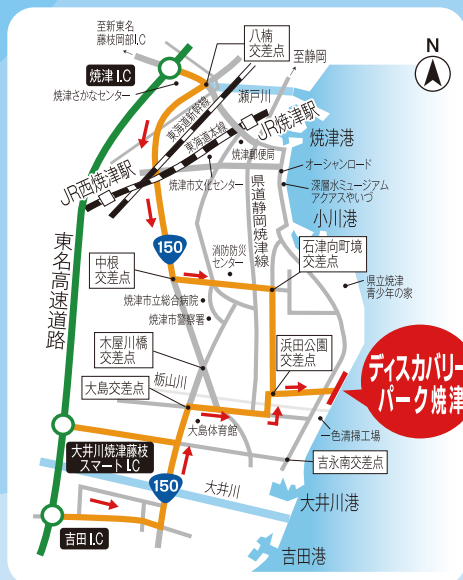 至新東名
藤枝岡部I.C
八楠
交差点
N
至静岡
焼津 I.C
焼津さかなセンター
瀬戸川
東海道新幹線
東海道本線
JR焼津駅
焼津港
焼津郵便局
オーシャンロード
JR西焼津駅
焼津市文化センター
深層水ミュージアム
アクアスやいづ
県道静岡焼津線
小川港
東名高速道路
150
消防防災
センター
石津向町境
交差点
中根
交差点
県立焼津
青少年の家
焼津市立総合病院
焼津市警察署
木屋川橋
交差点
浜田公園
交差点
ディスカバリー
パーク焼津
栃山川
大島交差点
大島体育館
一色清掃工場
大井川焼津藤枝
スマートI.C
吉永南交差点
150
大井川
大井川港
吉田 I.C
吉田港